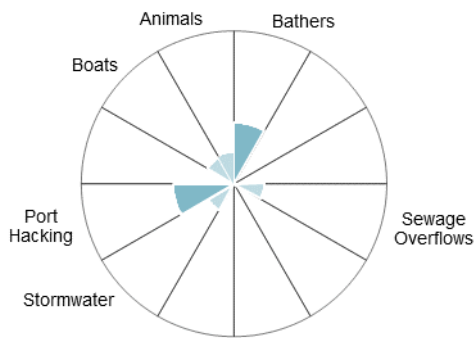 Animals
Bathers
Boats
Port
Hacking
Sewage
Overflows
Stormwater